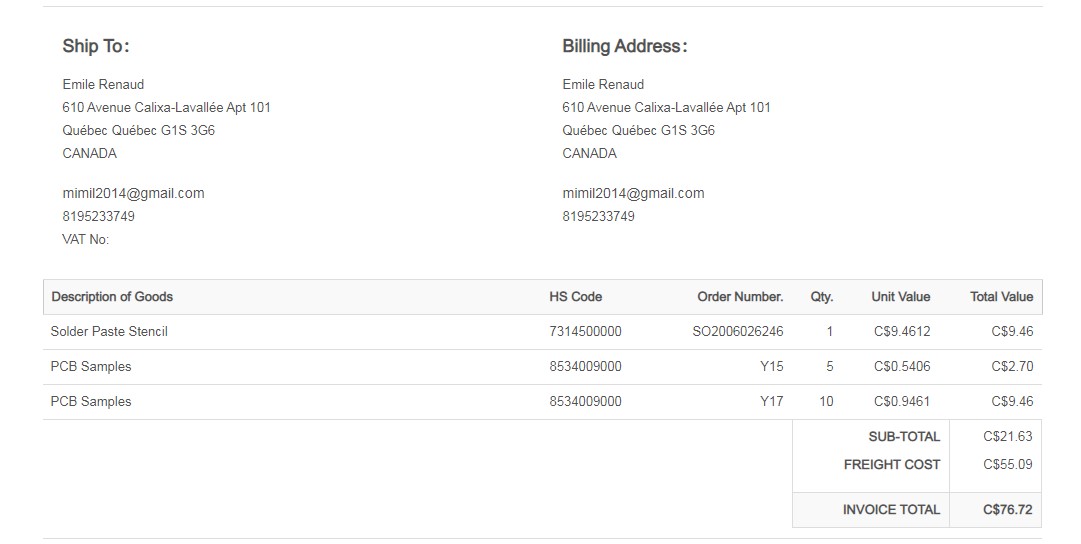 Ship To:
Billing Address:
Emile Renaud
610 Avenue Calixa-Lavallée Apt 101
Québec Québec G1S 3G6
CANADA
mimil2014@gmail.com
8195233749
VAT No:
Emile Renaud
610 Avenue Calixa-Lavallée Apt 101
Québec Québec G1S 3G6
CANADA
mimil2014@gmail.com
8195233749
Description of Goods HS Code Order Number. Qty. Unit Value Total Value
Solder Paste Stencil 7314500000 SO2006026246 1 C$9.4612 C$9.46
PCB Samples 8534009000 Y15 5 C$0.5406 C$2.70
PCB Samples 8534009000 Y17 10 C$0.9461 C$9.46
SUB-TOTAL C$21.63
FREIGHT COST C$55.09
INVOICE TOTAL C$76.72